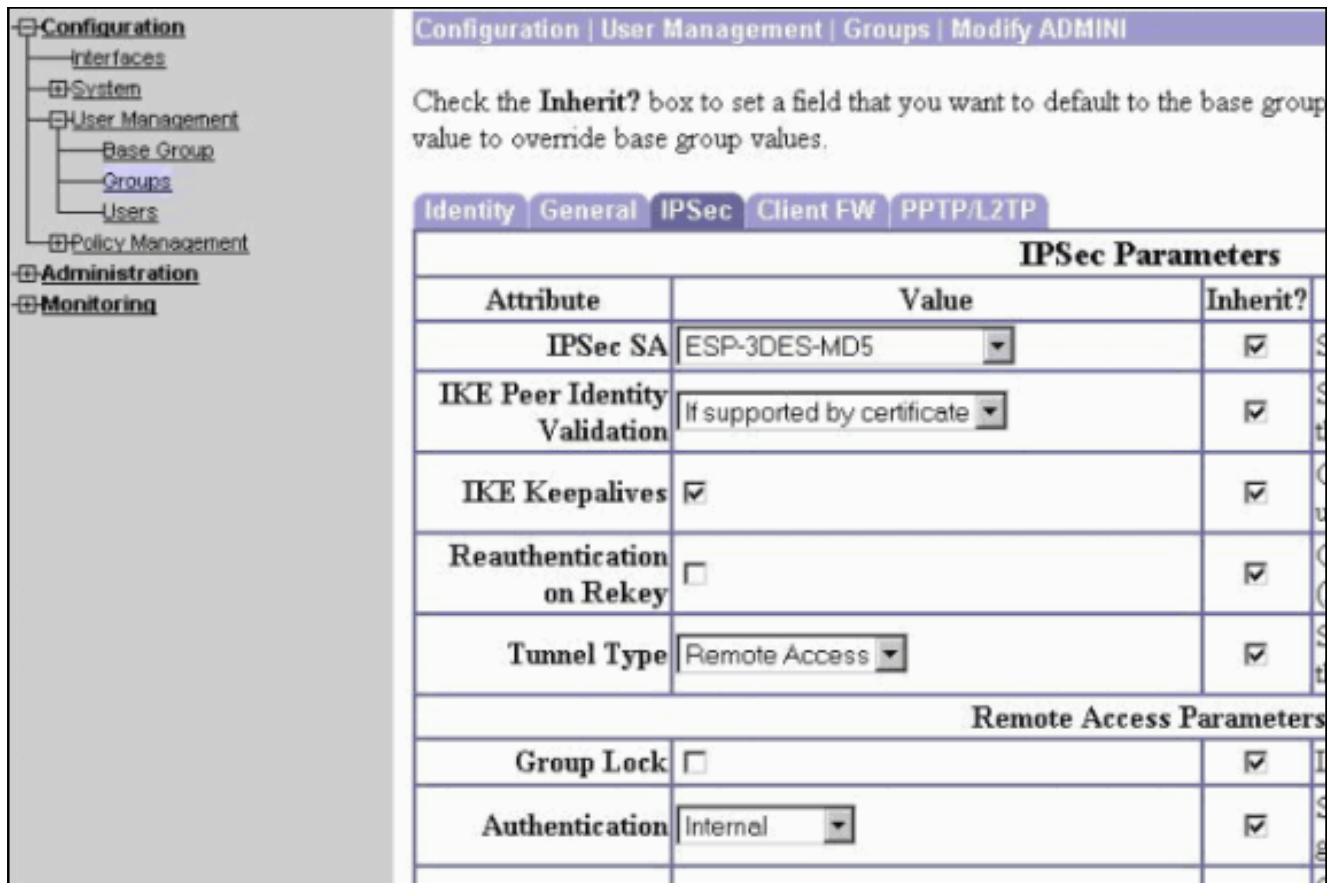 Configuration
Interfaces
System
User Management
Base Group
Groups
Users
Policy Management
Administration
Monitoring
Configuration | User Management | Groups | Modify ADMINI
Check the Inherit? box to set a field that you want to default to the base group
value to override base group values.
Identity General IPSec Client FW PPTP/L2TP
IPSec Parameters
Attribute Value Inherit?
IPSec SA ESP-3DES-MD5
IKE Peer Identity
Validation If supported by certificate
IKE Keepalives
Reauthentication
on Rekey
Tunnel Type Remote Access
Remote Access Parameters
Group Lock
Authentication Internal